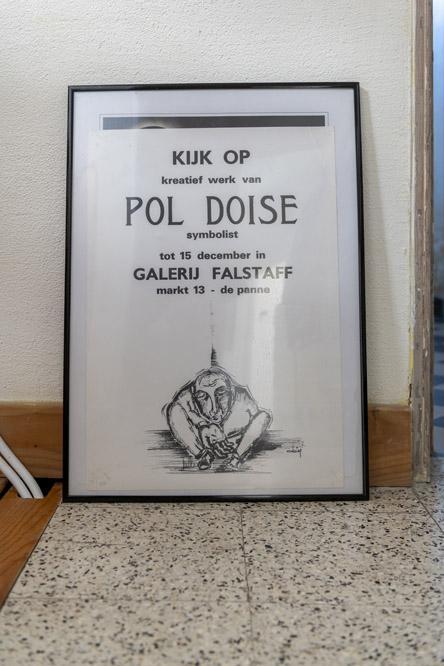 KIJK OP
kreatief werk van
POL DOISE
symbolist
tot 15 december in
GALERIJ FALSTAFF
markt 13 - de panne